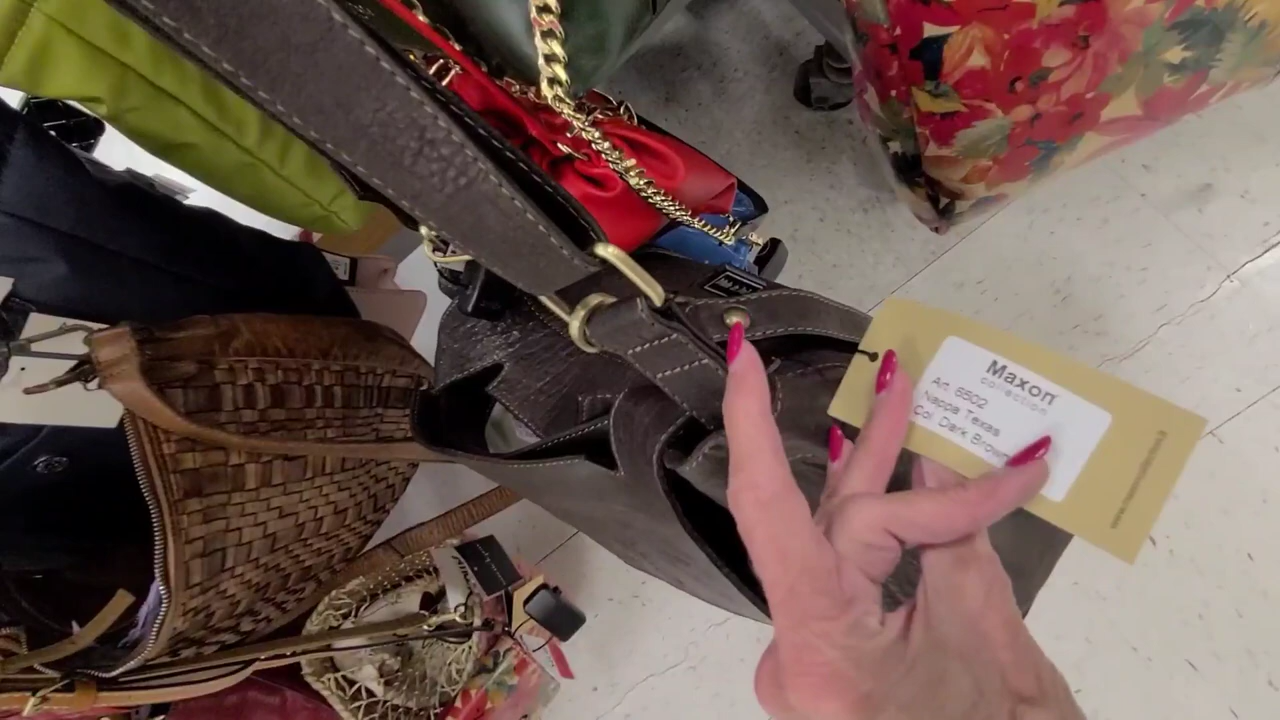 Maxon
collection
Art. 6502
Nappa Texas
Col. Dark Brown